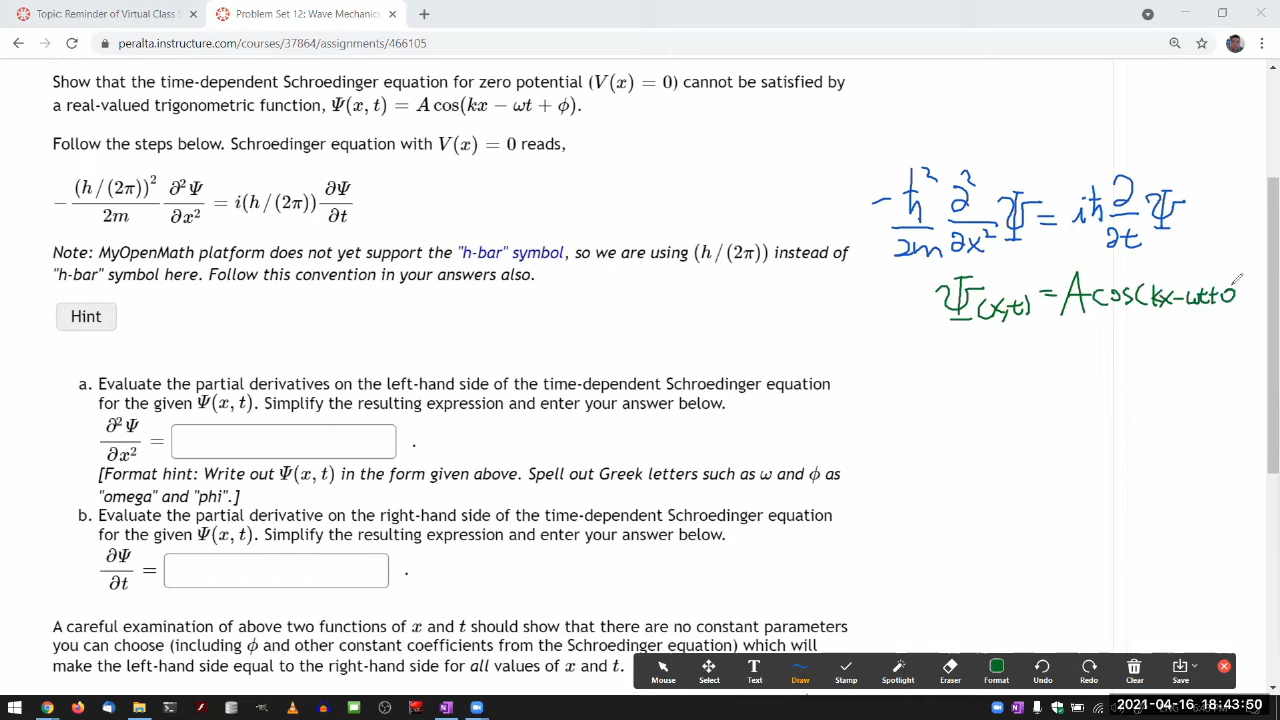 Topic: Reminder of Virtual Class
Problem Set 12: Wave Mechanics
peralta.instructure.com/courses/37864/assignments/466105
Show that the time-dependent Schroedinger equation for zero potential (V(x) = 0) cannot be satisfied by
a real-valued trigonometric function, Ψ(x, t) = A cos(kx − ωt + ϕ).
Follow the steps below. Schroedinger equation with V(x) = 0 reads,
− (h/(2π))² / 2m ∂²Ψ / ∂x² = i(h/(2π)) ∂Ψ / ∂t
−ħ² / 2m ∂² / ∂x² Ψ = iħ ∂ / ∂t Ψ
Note: MyOpenMath platform does not yet support the "h-bar" symbol, so we are using (h/(2π)) instead of
"h-bar" symbol here. Follow this convention in your answers also.
Ψ(x,t) = A cos(kx−ωt+
Hint
a. Evaluate the partial derivatives on the left-hand side of the time-dependent Schroedinger equation
for the given Ψ(x, t). Simplify the resulting expression and enter your answer below.
∂²Ψ / ∂x² = .
[Format hint: Write out Ψ(x, t) in the form given above. Spell out Greek letters such as ω and ϕ as
"omega" and "phi".]
b. Evaluate the partial derivative on the right-hand side of the time-dependent Schroedinger equation
for the given Ψ(x, t). Simplify the resulting expression and enter your answer below.
∂Ψ / ∂t = .
A careful examination of above two functions of x and t should show that there are no constant parameters
you can choose (including ϕ and other constant coefficients from the Schroedinger equation) which will
make the left-hand side equal to the right-hand side for all values of x and t.
Mouse Select Text Draw Stamp Spotlight Eraser Format Undo Redo Clear Save
2021-04-16 18:43:50